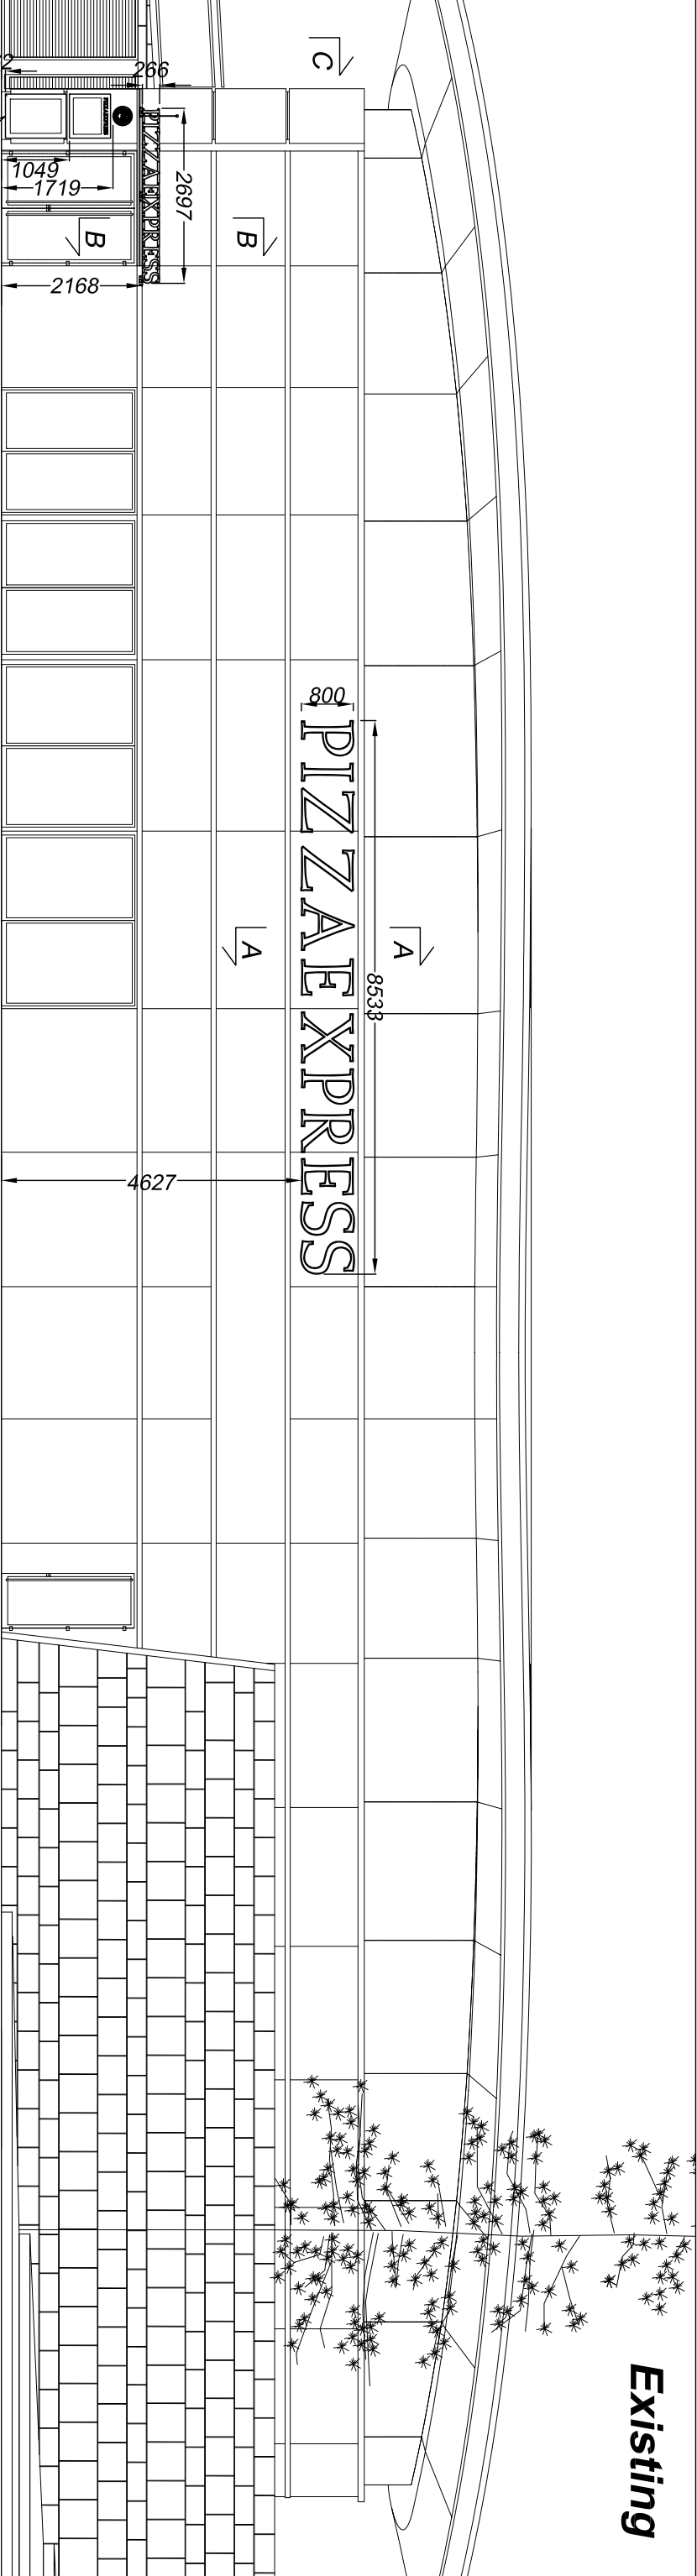 Existing
C
266
2697
PIZZAEXPRESS
1049
1719
B
B
2168
800
PIZZAEXPRESS
8533
A
A
4627